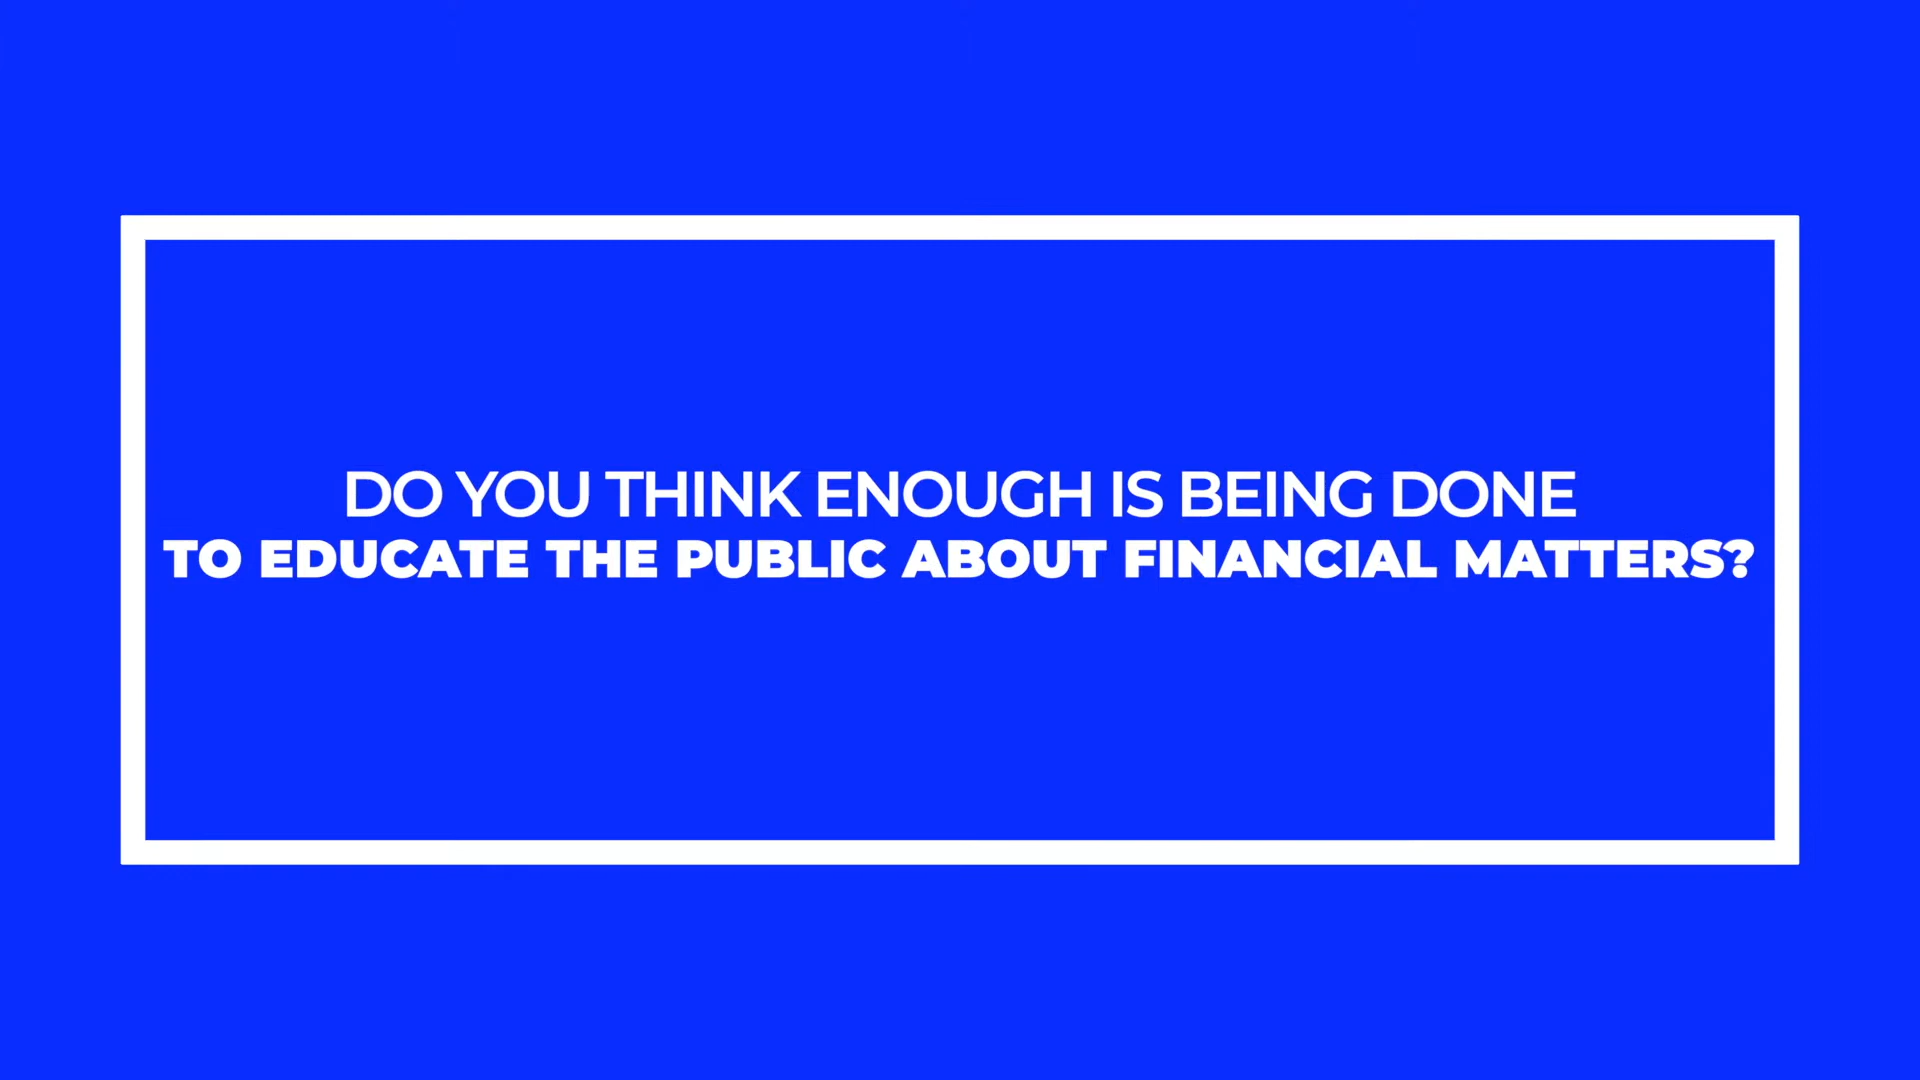 DO YOU THINK ENOUGH IS BEING DONE
TO EDUCATE THE PUBLIC ABOUT FINANCIAL MATTERS?